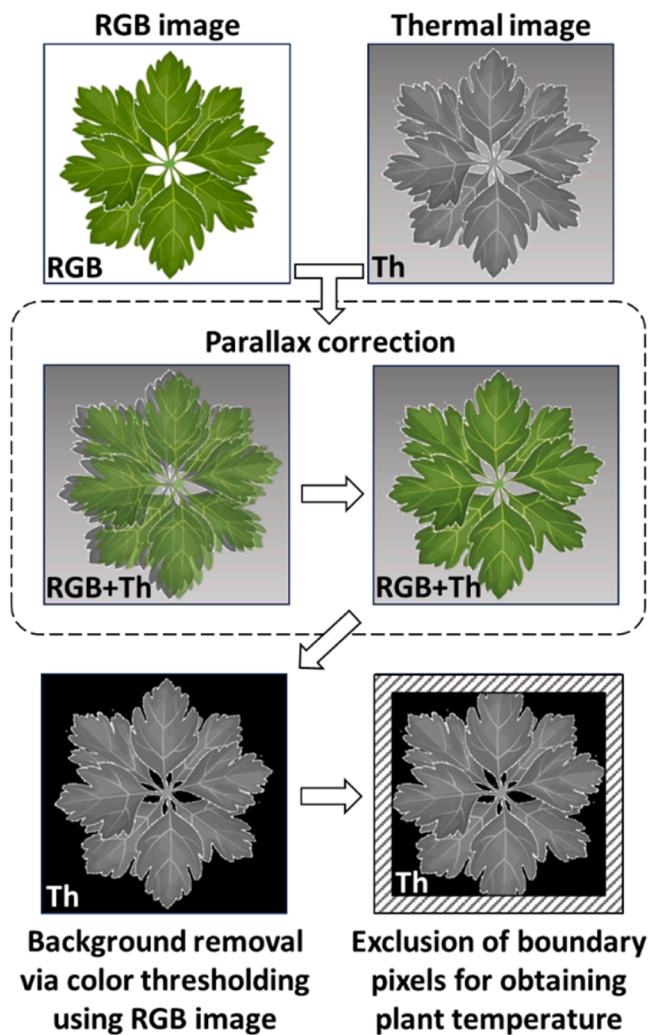 RGB image
Thermal image
RGB
Th
Parallax correction
RGB+Th
RGB+Th
Th
Th
Background removal
via color thresholding
using RGB image
Exclusion of boundary
pixels for obtaining
plant temperature